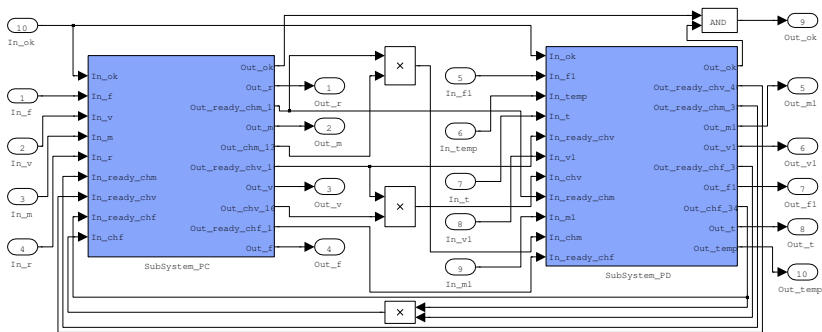 10
In_ok
1
In_f
2
In_v
3
In_m
4
In_r
In_ok
In_f
In_v
In_m
In_r
In_ready_chm
In_ready_chv
In_ready_chf
In_chf
Out_ok
Out_r
Out_ready_chm_1
Out_m
Out_chm_13
Out_ready_chv_1
Out_v
Out_chv_16
Out_ready_chf_1
Out_f
SubSystem_PC
1
Out_r
2
Out_m
3
Out_v
4
Out_f
×
×
×
5
In_f1
6
In_temp
7
In_t
8
In_v1
9
In_m1
In_ok
In_f1
In_temp
In_t
In_ready_chv
In_v1
In_chv
In_ready_chm
In_m1
In_chm
In_ready_chf
Out_ok
Out_ready_chv_4
Out_ready_chm_3
Out_m1
Out_v1
Out_ready_chf_3
Out_f1
Out_chf_34
Out_t
Out_temp
SubSystem_PD
AND
9
Out_ok
5
Out_m1
6
Out_v1
7
Out_f1
8
Out_t
10
Out_temp